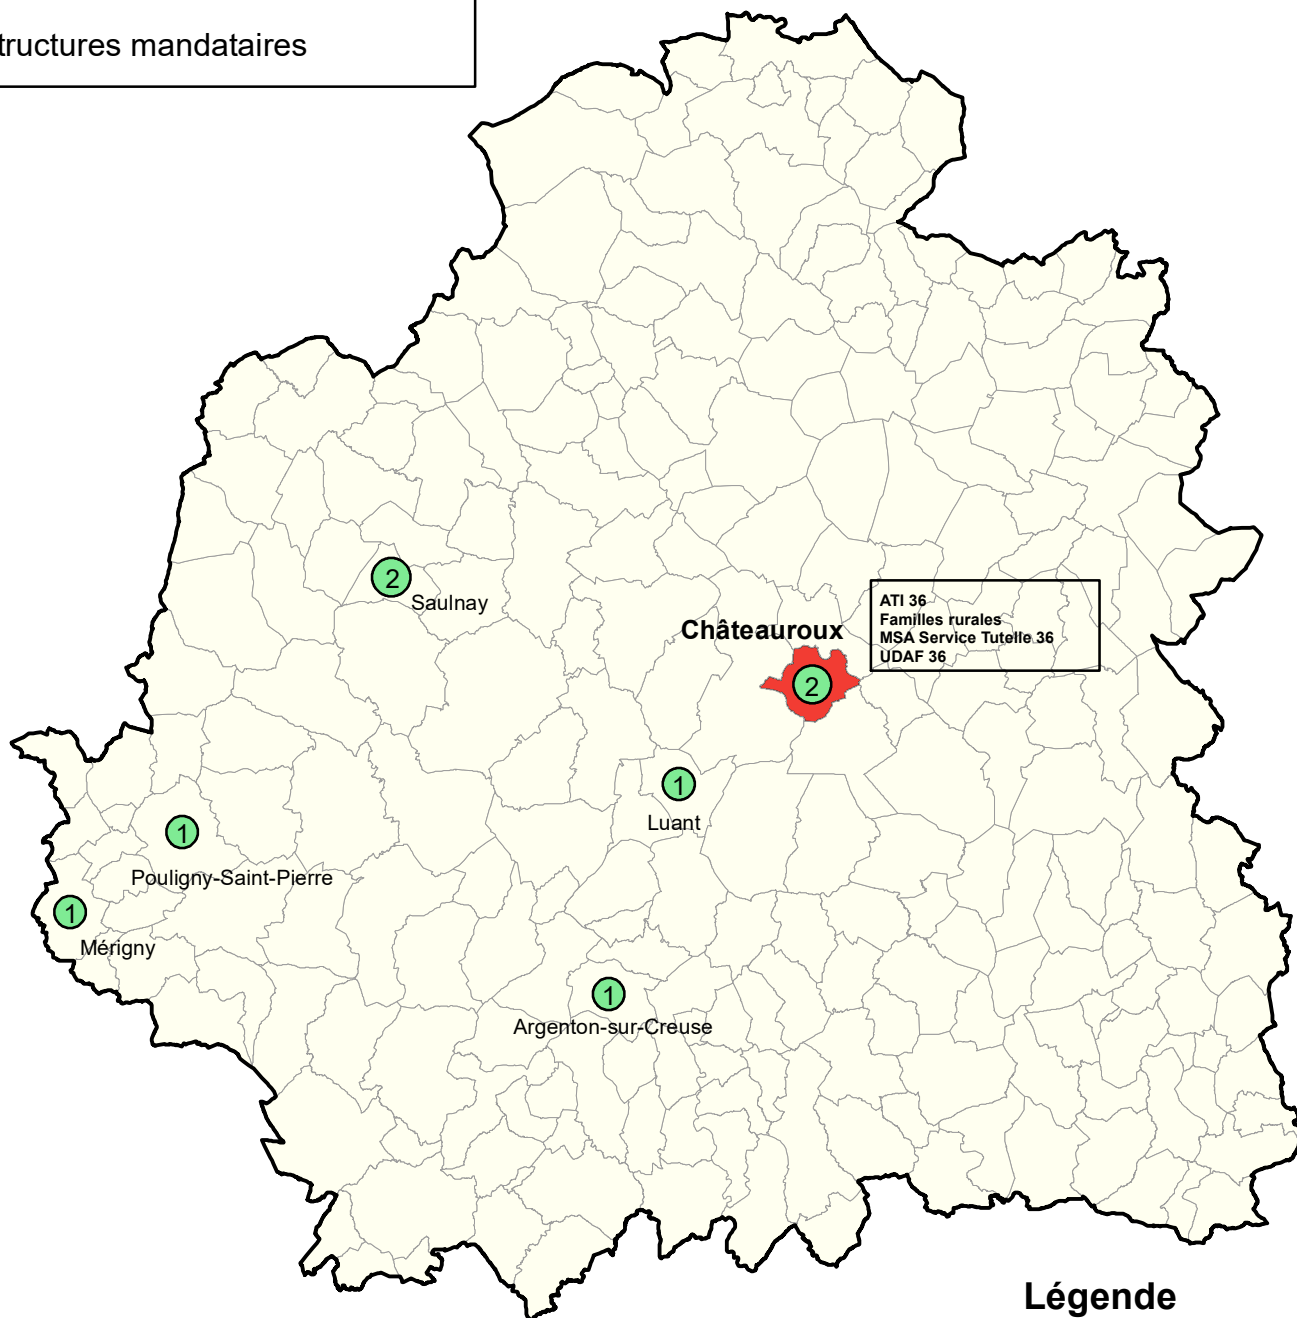 tructures mandataires
2
Saulnay
Châteauroux
ATI 36
Familles rurales
MSA Service Tutelle 36
UDAF 36
2
1
Luant
1
Pouligny-Saint-Pierre
1
Mérigny
1
Argenton-sur-Creuse
Légende